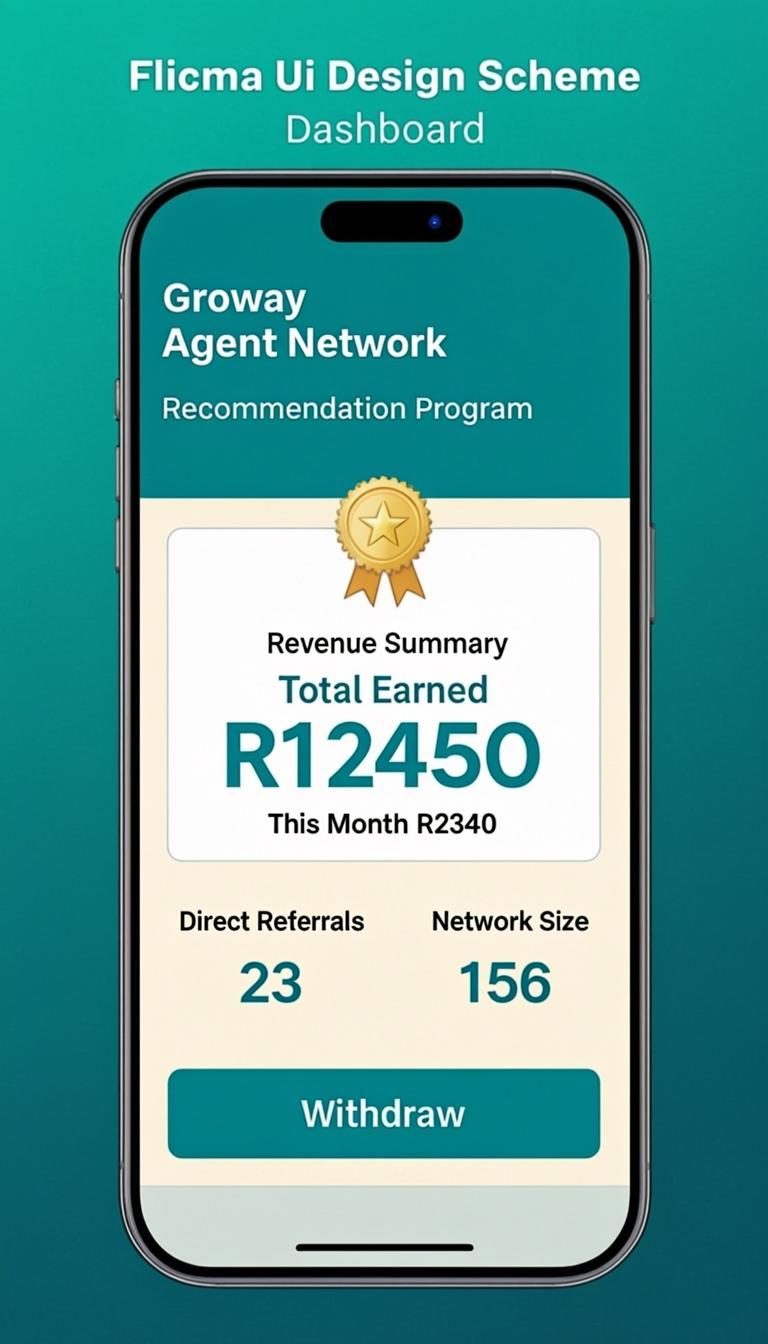 Flicma Ui Design Scheme
Dashboard
Groway
Agent Network
Recommendation Program
Revenue Summary
Total Earned
R12450
This Month R2340
Direct Referrals
Network Size
23
156
Withdraw